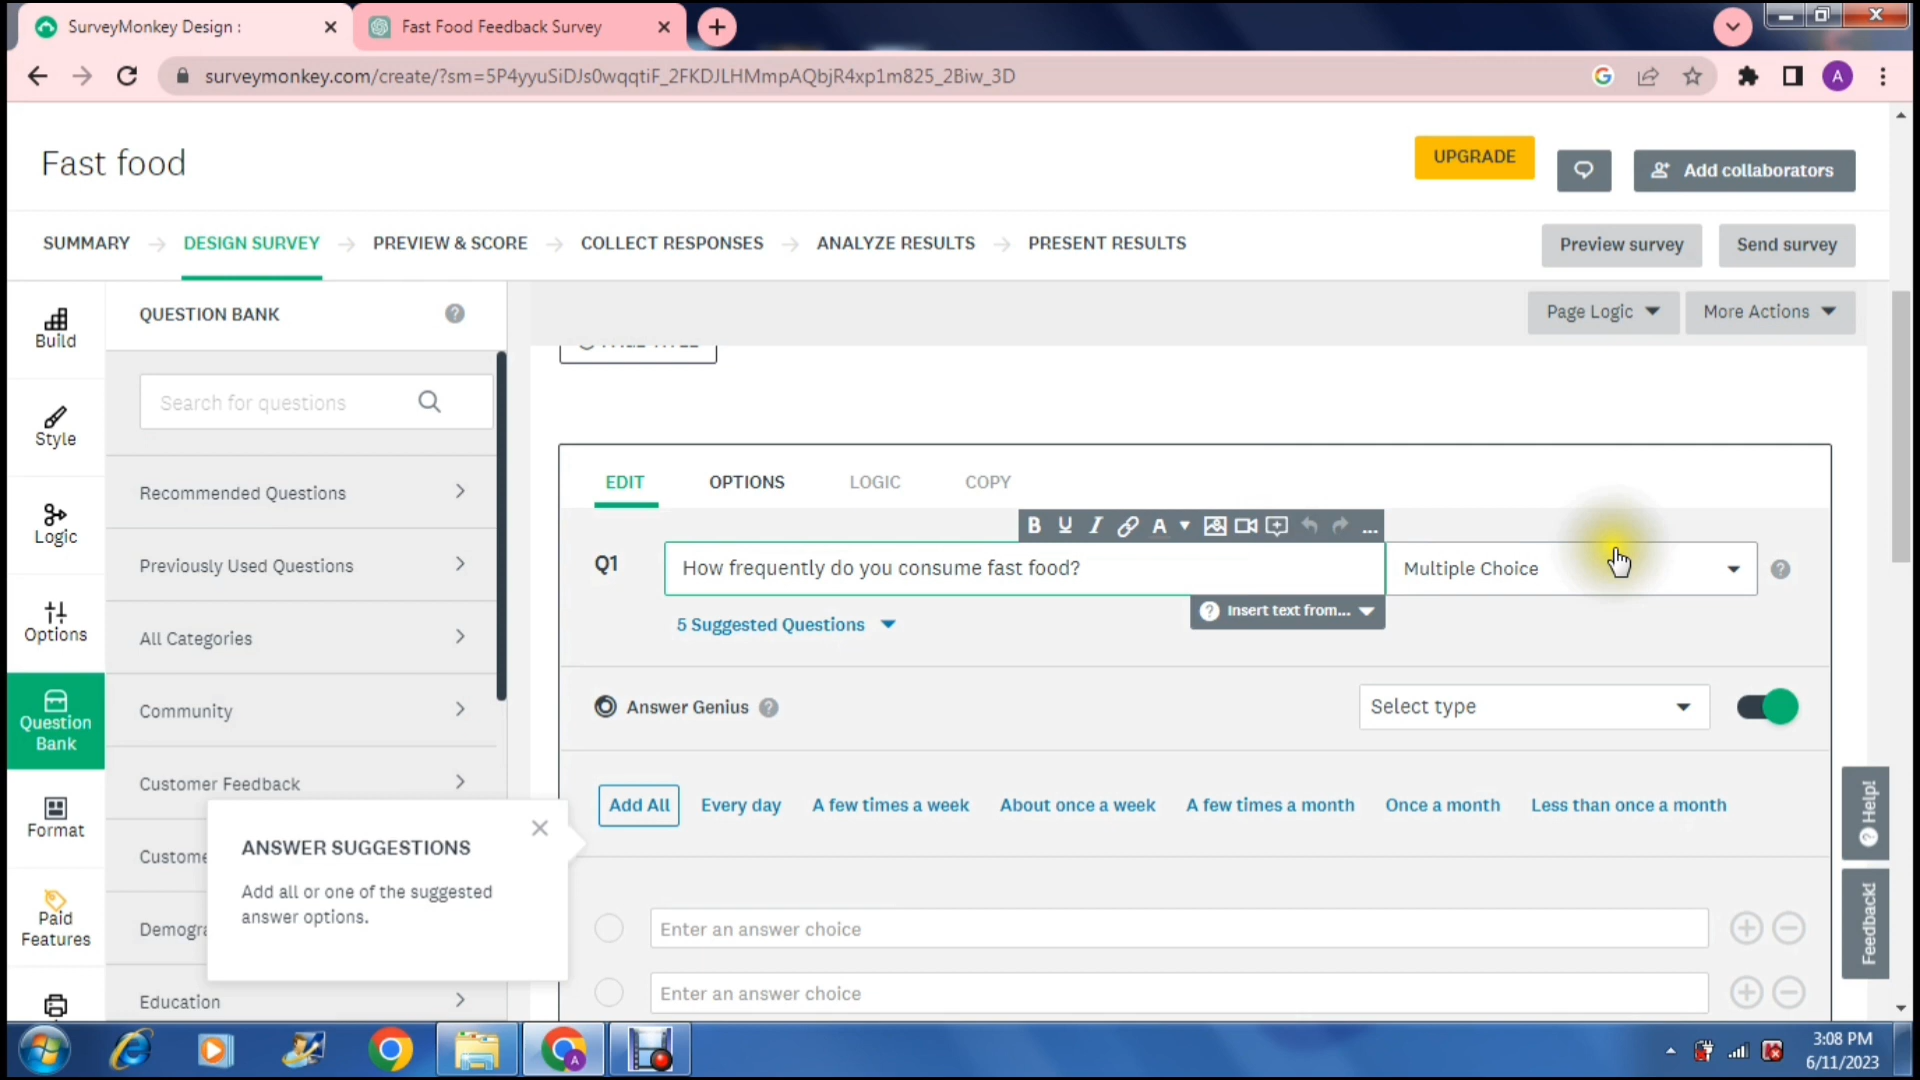 SurveyMonkey Design :
Fast Food Feedback Survey
surveymonkey.com/create/?sm=5P4yyuSiDJs0wqqtiF_2FKDJLHMmpAQbjR4xp1m825_2Biw_3D
A
Fast food
UPGRADE
Add collaborators
SUMMARY
DESIGN SURVEY
PREVIEW & SCORE
COLLECT RESPONSES
ANALYZE RESULTS
PRESENT RESULTS
Preview survey
Send survey
Build
Style
Logic
Options
Question
Bank
Format
Paid
Features
QUESTION BANK
Search for questions
Recommended Questions
Previously Used Questions
All Categories
Community
Customer Feedback
Custome
Demogra
Education
ANSWER SUGGESTIONS
Add all or one of the suggested
answer options.
Page Logic
More Actions
EDIT
OPTIONS
LOGIC
COPY
B U I A ...
Q1
How frequently do you consume fast food?
Multiple Choice
5 Suggested Questions
Insert text from...
Answer Genius
Select type
Add All
Every day
A few times a week
About once a week
A few times a month
Once a month
Less than once a month
Enter an answer choice
Enter an answer choice
Help!
Feedback!
3:08 PM
6/11/2023